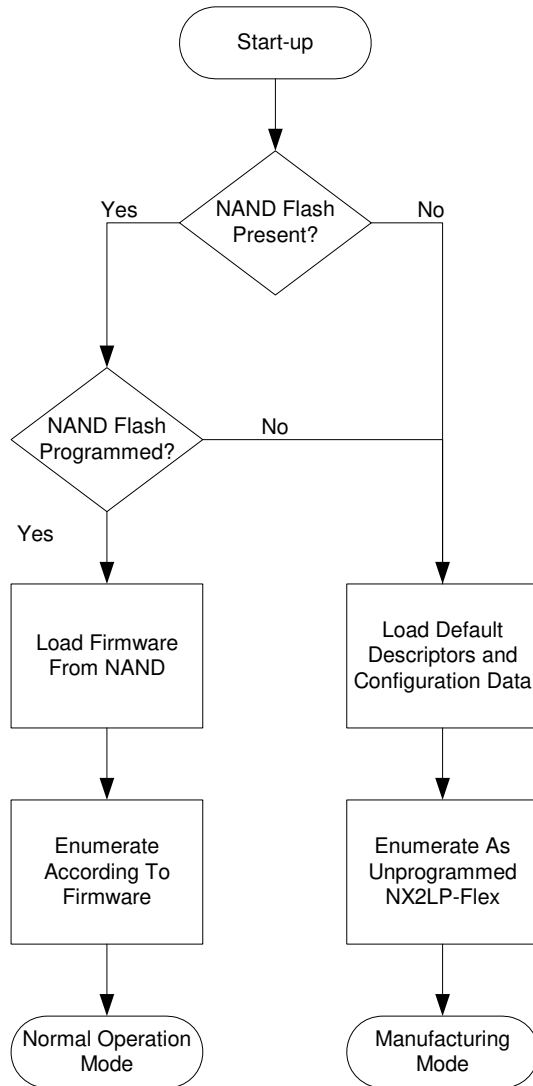 Start-up
NAND Flash
Present?
Yes
No
NAND Flash
Programmed?
No
Yes
Load Firmware
From NAND
Load Default
Descriptors and
Configuration Data
Enumerate
According To
Firmware
Enumerate As
Unprogrammed
NX2LP-Flex
Normal Operation
Mode
Manufacturing
Mode